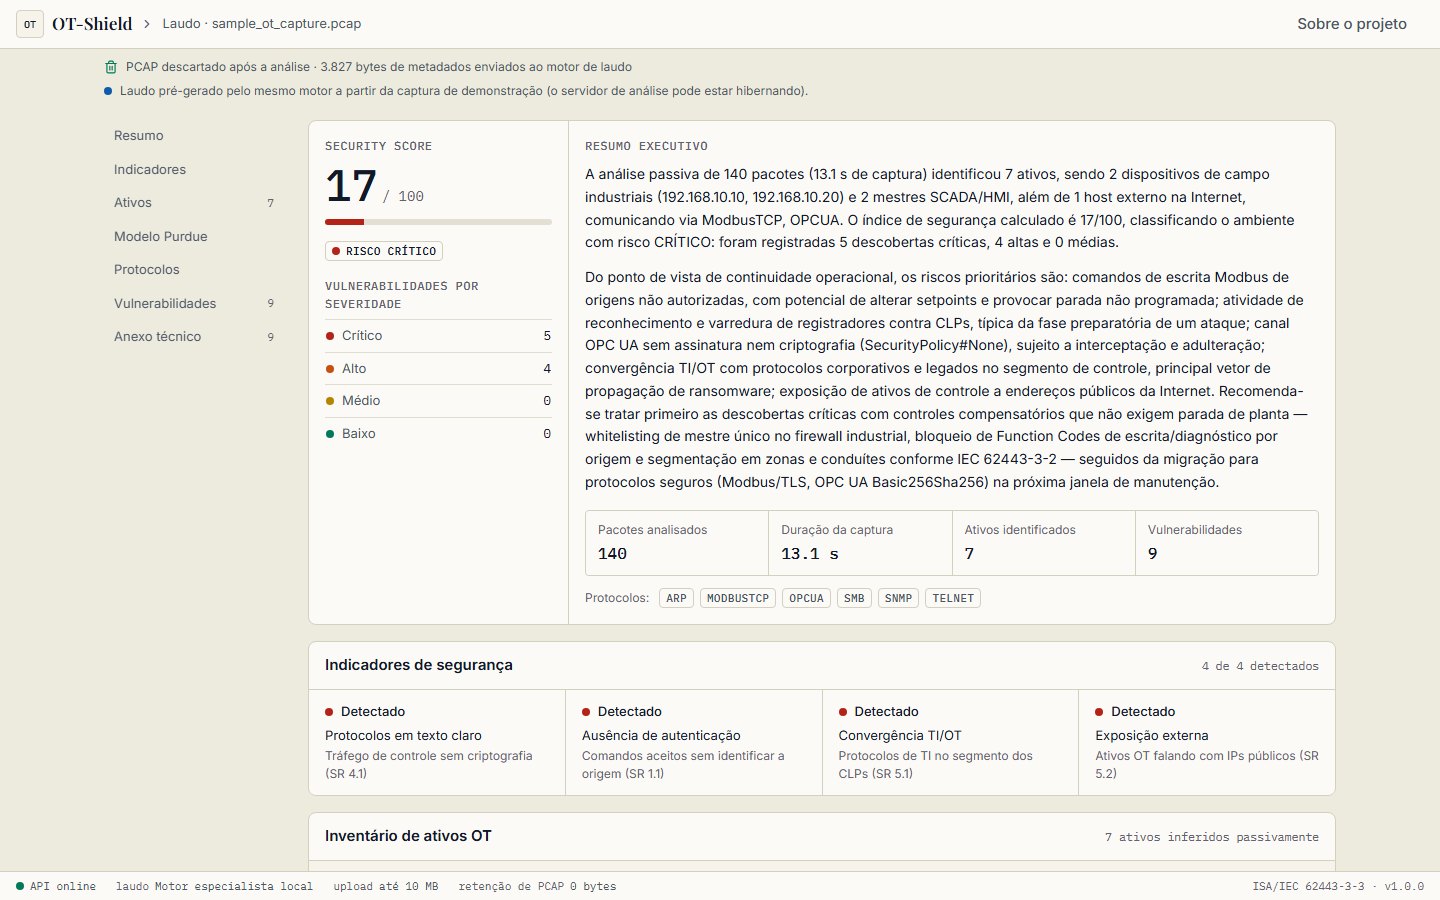 OT OT-Shield > Laudo · sample_ot_capture.pcap Sobre o projeto
PCAP descartado após a análise · 3.827 bytes de metadados enviados ao motor de laudo
Laudo pré-gerado pelo mesmo motor a partir da captura de demonstração (o servidor de análise pode estar hibernando).
Resumo
Indicadores
Ativos 7
Modelo Purdue
Protocolos
Vulnerabilidades 9
Anexo técnico 9
SECURITY SCORE
17 / 100
RISCO CRÍTICO
VULNERABILIDADES POR
SEVERIDADE
Crítico 5
Alto 4
Médio 0
Baixo 0
RESUMO EXECUTIVO
A análise passiva de 140 pacotes (13.1 s de captura) identificou 7 ativos, sendo 2 dispositivos de campo
industriais (192.168.10.10, 192.168.10.20) e 2 mestres SCADA/HMI, além de 1 host externo na Internet,
comunicando via ModbusTCP, OPCUA. O índice de segurança calculado é 17/100, classificando o ambiente
com risco CRÍTICO: foram registradas 5 descobertas críticas, 4 altas e 0 médias.
Do ponto de vista de continuidade operacional, os riscos prioritários são: comandos de escrita Modbus de
origens não autorizadas, com potencial de alterar setpoints e provocar parada não programada; atividade de
reconhecimento e varredura de registradores contra CLPs, típica da fase preparatória de um ataque; canal
OPC UA sem assinatura nem criptografia (SecurityPolicy#None), sujeito a interceptação e adulteração;
convergência TI/OT com protocolos corporativos e legados no segmento de controle, principal vetor de
propagação de ransomware; exposição de ativos de controle a endereços públicos da Internet. Recomenda-
se tratar primeiro as descobertas críticas com controles compensatórios que não exigem parada de planta —
whitelisting de mestre único no firewall industrial, bloqueio de Function Codes de escrita/diagnóstico por
origem e segmentação em zonas e conduítes conforme IEC 62443-3-2 — seguidos da migração para
protocolos seguros (Modbus/TLS, OPC UA Basic256Sha256) na próxima janela de manutenção.
Pacotes analisados
140
Duração da captura
13.1 s
Ativos identificados
7
Vulnerabilidades
9
Protocolos: ARP MODBUSTCP OPCUA SMB SNMP TELNET
Indicadores de segurança 4 de 4 detectados
Detectado
Protocolos em texto claro
Tráfego de controle sem criptografia
(SR 4.1)
Detectado
Ausência de autenticação
Comandos aceitos sem identificar a
origem (SR 1.1)
Detectado
Convergência TI/OT
Protocolos de TI no segmento dos
CLPs (SR 5.1)
Detectado
Exposição externa
Ativos OT falando com IPs públicos (SR
5.2)
Inventário de ativos OT 7 ativos inferidos passivamente
API online laudo Motor especialista local upload até 10 MB retenção de PCAP 0 bytes ISA/IEC 62443-3-3 · v1.0.0